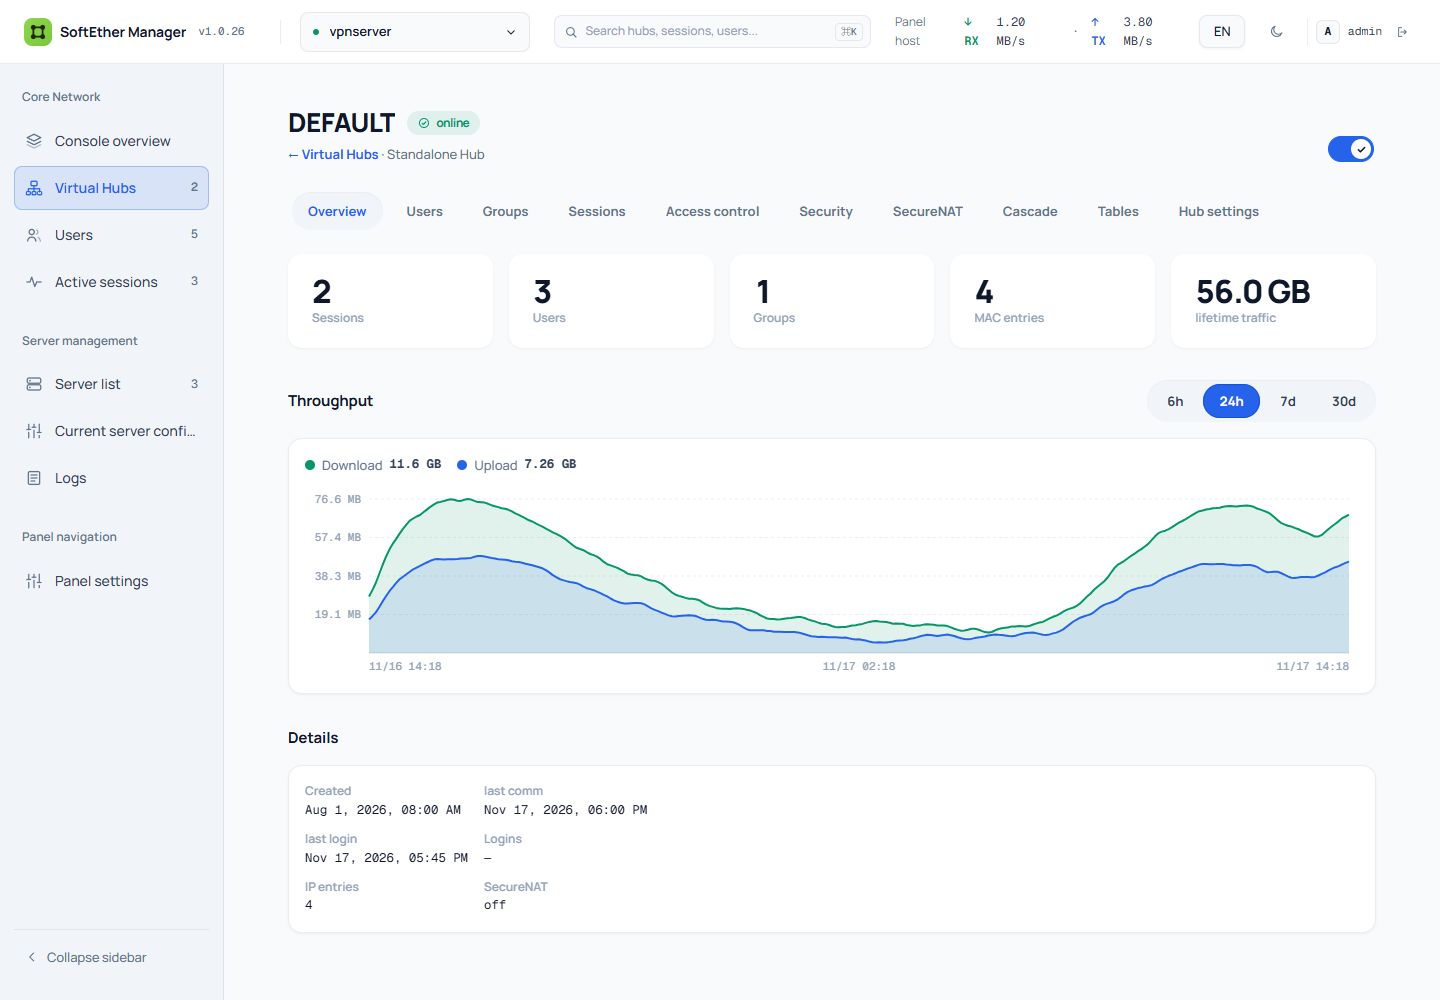 SoftEther Manager v1.0.26
vpnserver
Search hubs, sessions, users... ⌘K
Panel host
↓ RX 1.20 MB/s
·
↑ TX 3.80 MB/s
EN
A admin
Core Network
Console overview
Virtual Hubs 2
Users 5
Active sessions 3
Server management
Server list 3
Current server confi...
Logs
Panel navigation
Panel settings
Collapse sidebar
DEFAULT online
← Virtual Hubs · Standalone Hub
Overview Users Groups Sessions Access control Security SecureNAT Cascade Tables Hub settings
2
Sessions
3
Users
1
Groups
4
MAC entries
56.0 GB
lifetime traffic
Throughput
6h 24h 7d 30d
Download 11.6 GB Upload 7.26 GB
76.6 MB
57.4 MB
38.3 MB
19.1 MB
11/16 14:18 11/17 02:18 11/17 14:18
Details
Created
Aug 1, 2026, 08:00 AM
last comm
Nov 17, 2026, 06:00 PM
last login
Nov 17, 2026, 05:45 PM
Logins
—
IP entries
4
SecureNAT
off